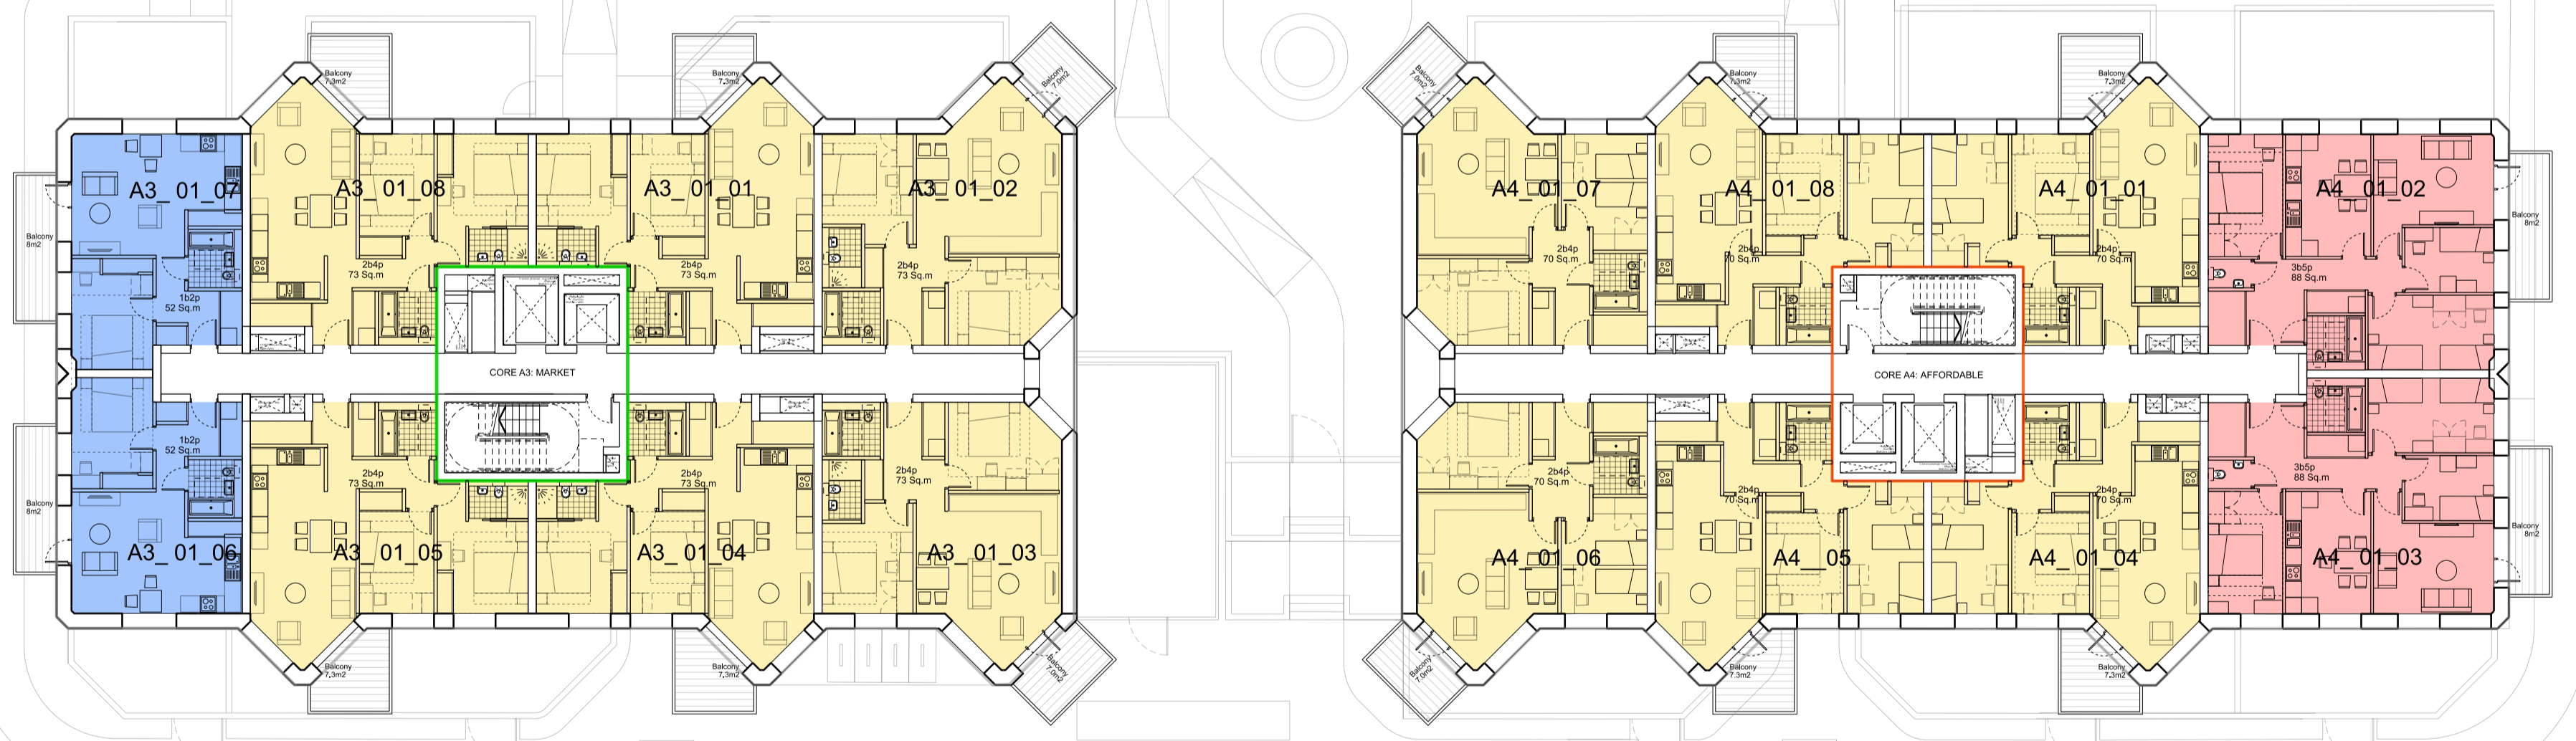 Balcony
7.3m2
Balcony
7.3m2
Balcony
7.0m2
Balcony
7.0m2
Balcony
7.3m2
Balcony
7.3m2
A3_01_07
A3_01_08
A3_01_01
A3_01_02
A4_01_07
A4_01_08
A4_01_01
A4_01_02
Balcony
8m2
Balcony
8m2
1b2p
52 Sq.m
2b4p
73 Sq.m
2b4p
73 Sq.m
2b4p
73 Sq.m
2b4p
70 Sq.m
2b4p
70 Sq.m
2b4p
70 Sq.m
3b5p
88 Sq.m
CORE A3: MARKET
CORE A4: AFFORDABLE
1b2p
52 Sq.m
2b4p
73 Sq.m
2b4p
73 Sq.m
2b4p
73 Sq.m
2b4p
70 Sq.m
2b4p
70 Sq.m
2b4p
70 Sq.m
3b5p
88 Sq.m
Balcony
8m2
Balcony
8m2
A3_01_06
A3_01_05
A3_01_04
A3_01_03
A4_01_06
A4__05
A4_01_04
A4_01_03
Balcony
7.3m2
Balcony
7.3m2
Balcony
7.0m2
Balcony
7.0m2
Balcony
7.3m2
Balcony
7.3m2